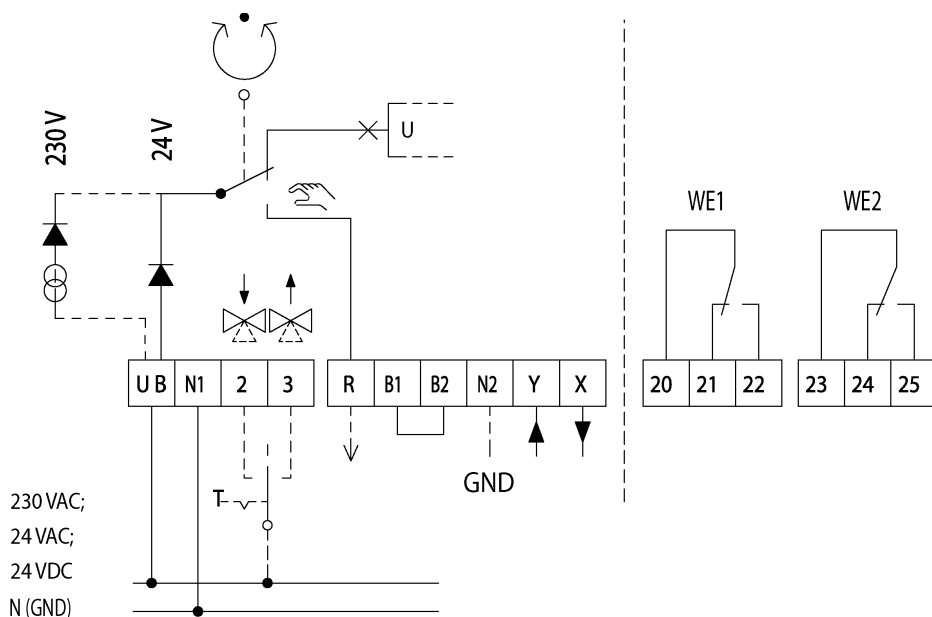 230 V
24 V
U
WE1
WE2
U B
N1
2
3
R
B1
B2
N2
Y
X
20
21
22
23
24
25
GND
T
230 VAC;
24 VAC;
24 VDC
N (GND)